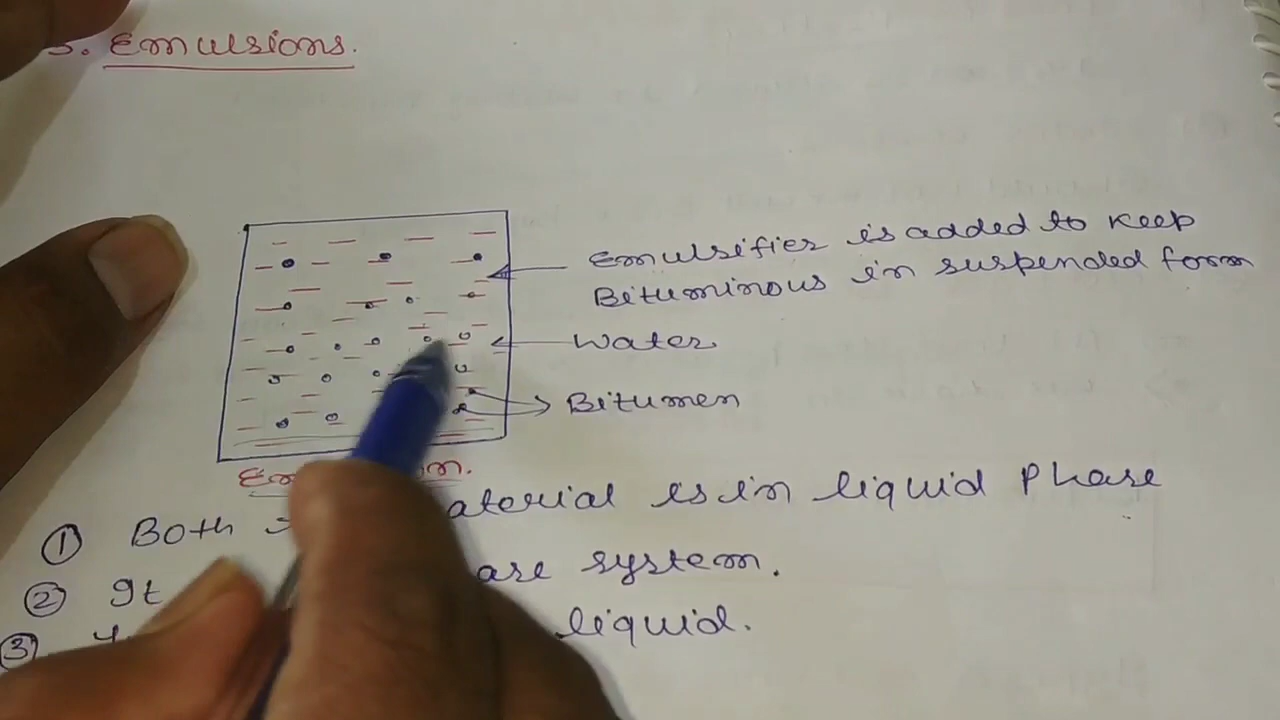 Emulsions.
Emulsifier is added to keep
Bituminous in suspended form
Water
Bitumen
① Both aterial is in liquid Phase
② It ase system.
③ liquid.